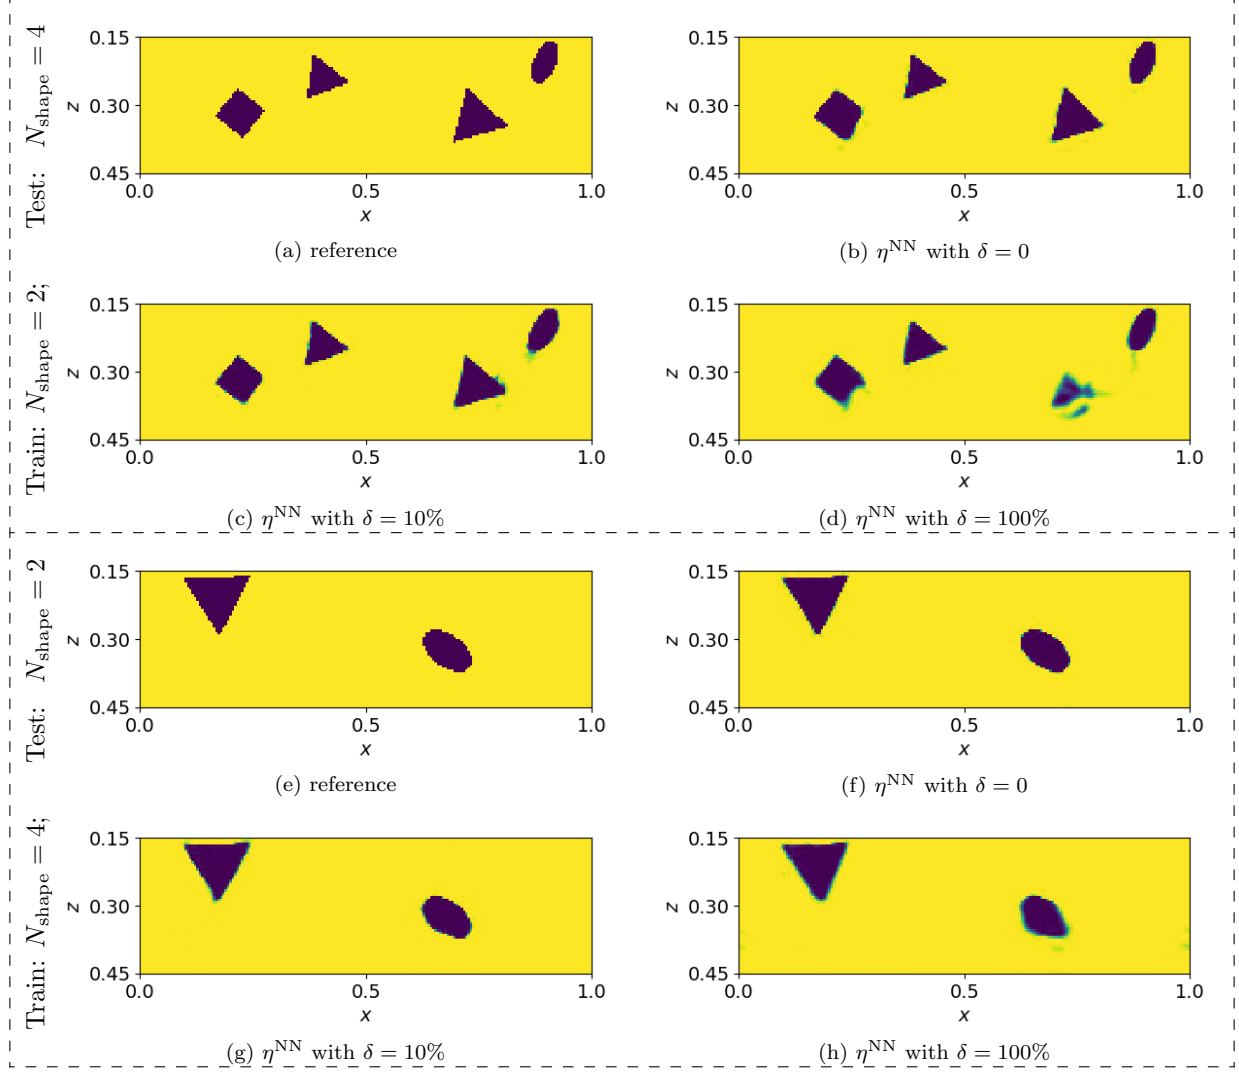 Train: N_shape = 2; Test: N_shape = 4
0.15
0.30
0.45
z
0.0 0.5 1.0
x
(a) reference
0.15
0.30
0.45
z
0.0 0.5 1.0
x
(b) η^NN with δ = 0
0.15
0.30
0.45
z
0.0 0.5 1.0
x
(c) η^NN with δ = 10%
0.15
0.30
0.45
z
0.0 0.5 1.0
x
(d) η^NN with δ = 100%
Train: N_shape = 4; Test: N_shape = 2
0.15
0.30
0.45
z
0.0 0.5 1.0
x
(e) reference
0.15
0.30
0.45
z
0.0 0.5 1.0
x
(f) η^NN with δ = 0
0.15
0.30
0.45
z
0.0 0.5 1.0
x
(g) η^NN with δ = 10%
0.15
0.30
0.45
z
0.0 0.5 1.0
x
(h) η^NN with δ = 100%